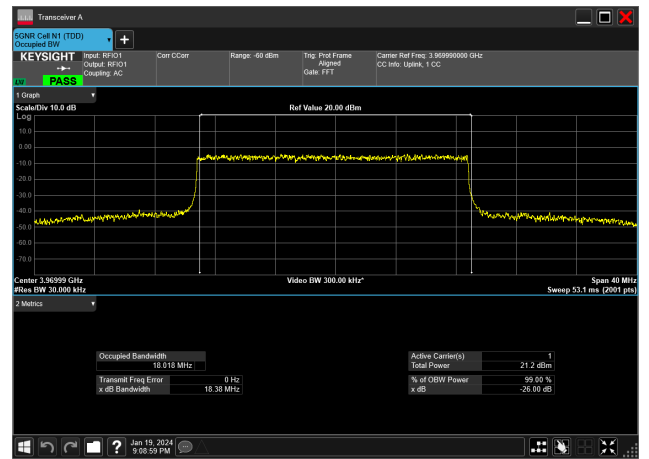 Transceiver A
5GNR Cell N1 (TDD)
Occupied BW
KEYSIGHT
Input: RFIO1
Output: RFIO1
Coupling: AC
Corr CCorr
Range: -60 dBm
Trig: Prot Frame
Aligned
Gate: FFT
Carrier Ref Freq: 3.969990000 GHz
CC Info: Uplink, 1 CC
PASS
1 Graph
Scale/Div 10.0 dB
Ref Value 20.00 dBm
Log
10.0
0.00
-10.0
-20.0
-30.0
-40.0
-50.0
-60.0
-70.0
Center 3.96999 GHz
Video BW 300.00 kHz*
Span 40 MHz
#Res BW 30.000 kHz
Sweep 53.1 ms (2001 pts)
2 Metrics
Occupied Bandwidth
18.018 MHz
Transmit Freq Error 0 Hz
x dB Bandwidth 18.38 MHz
Active Carrier(s) 1
Total Power 21.2 dBm
% of OBW Power 99.00 %
x dB -26.00 dB
Jan 19, 2024
9:08:59 PM